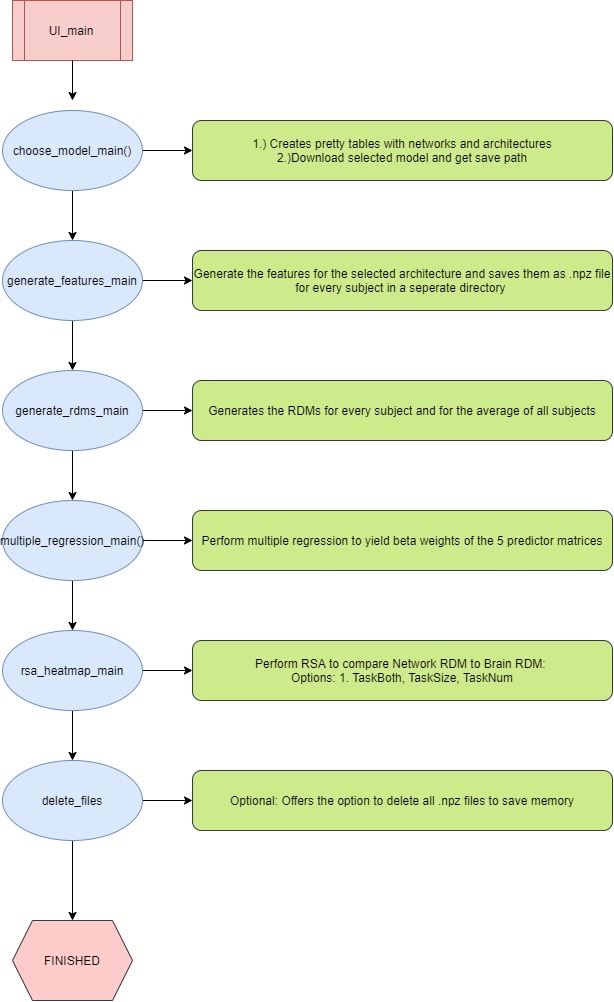 UI_main
choose_model_main()
1.) Creates pretty tables with networks and architectures
2.)Download selected model and get save path
generate_features_main
Generate the features for the selected architecture and saves them as .npz file
for every subject in a seperate directory
generate_rdms_main
Generates the RDMs for every subject and for the average of all subjects
multiple_regression_main()
Perform multiple regression to yield beta weights of the 5 predictor matrices
rsa_heatmap_main
Perform RSA to compare Network RDM to Brain RDM:
Options: 1. TaskBoth, TaskSize, TaskNum
delete_files
Optional: Offers the option to delete all .npz files to save memory
FINISHED